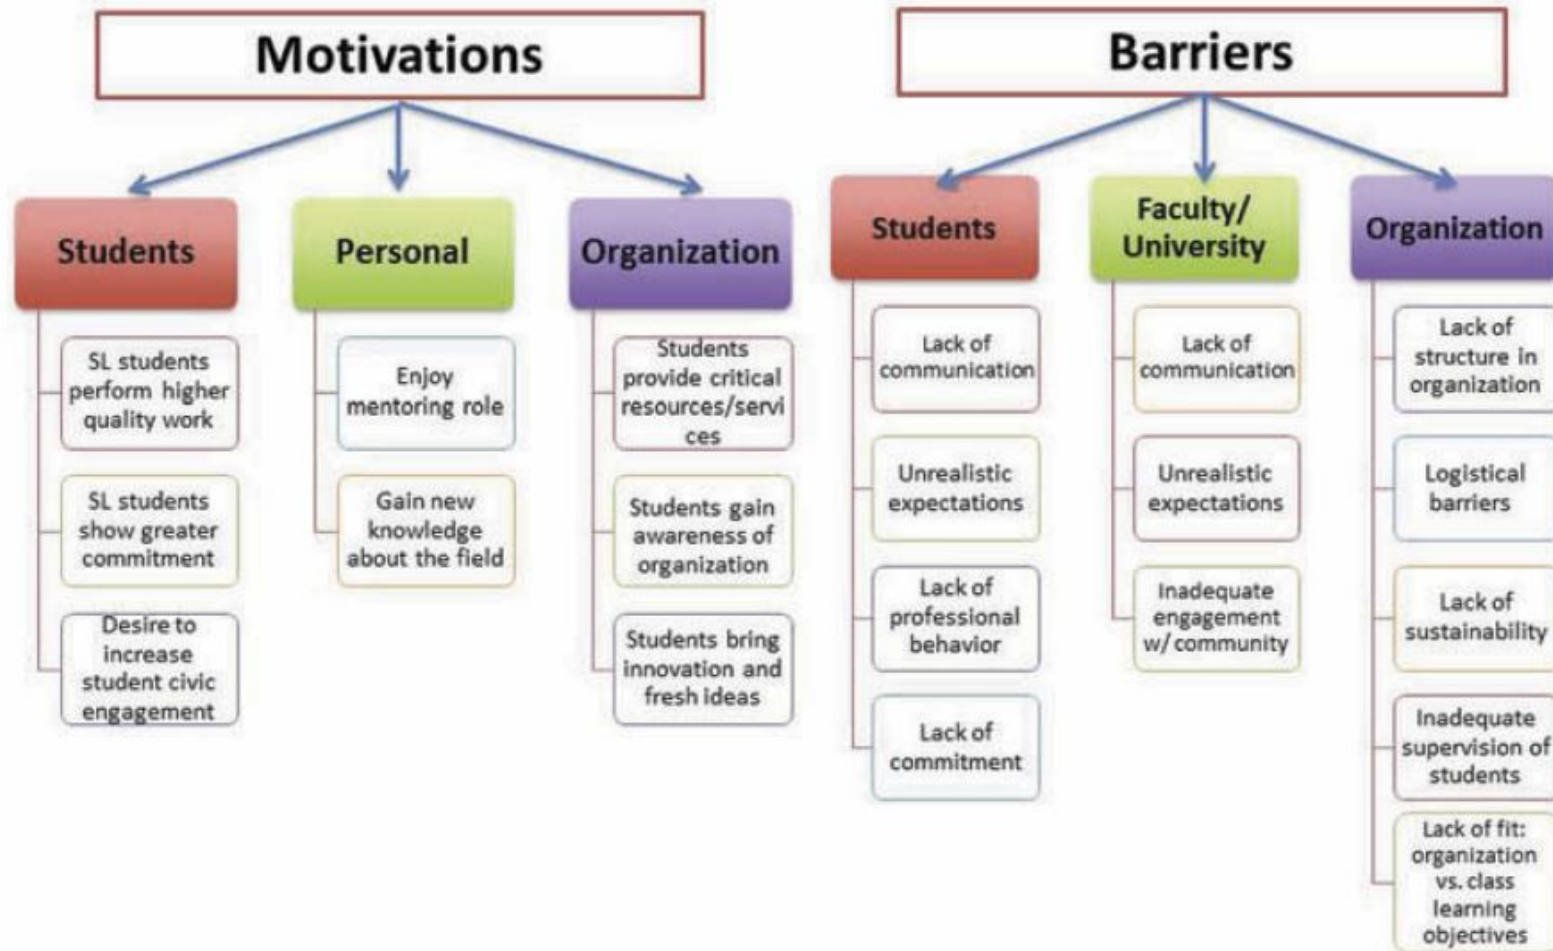 Motivations
Students
SL students
perform higher
quality work
SL students
show greater
commitment
Desire to
increase
student civic
engagement
Personal
Enjoy
mentoring role
Gain new
knowledge
about the field
Organization
Students
provide critical
resources/servi
ces
Students gain
awareness of
organization
Students bring
innovation and
fresh ideas
Barriers
Students
Lack of
communication
Unrealistic
expectations
Lack of
professional
behavior
Lack of
commitment
Faculty/
University
Lack of
communication
Unrealistic
expectations
Inadequate
engagement
w/ community
Organization
Lack of
structure in
organization
Logistical
barriers
Lack of
sustainability
Inadequate
supervision of
students
Lack of fit:
organization
vs. class
learning
objectives